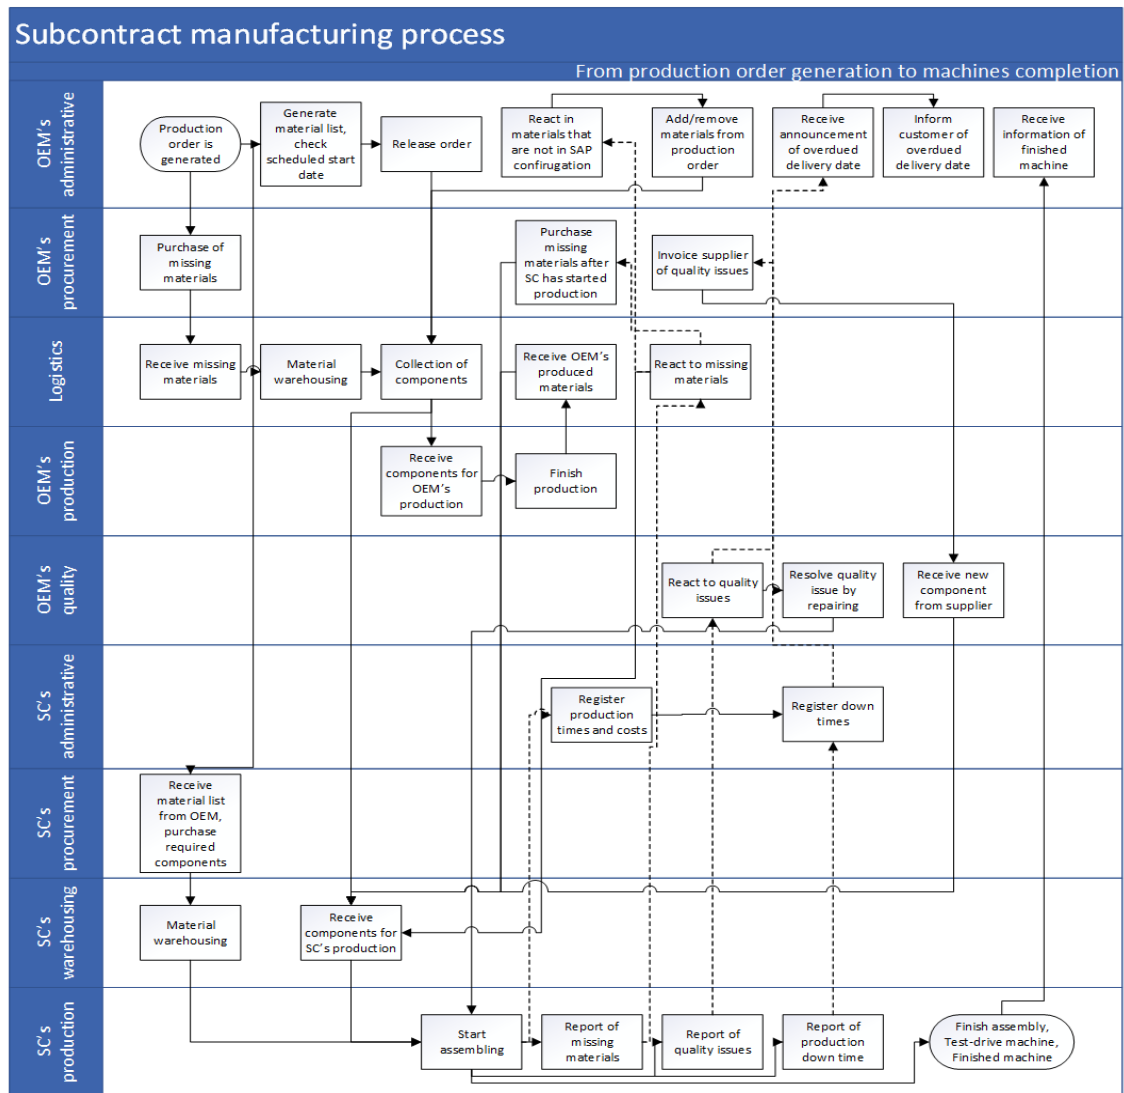 Subcontract manufacturing process
From production order generation to machines completion
OEM's
administrative
Production
order is
generated
Generate
material list,
check
scheduled start
date
Release order
React in
materials that
are not in SAP
confirugation
Add/remove
materials from
production
order
Receive
announcement
of overdued
delivery date
Inform
customer of
overdued
delivery date
Receive
information of
finished
machine
OEM's
procurement
Purchase of
missing
materials
Purchase
missing
materials after
SC has started
production
Invoice supplier
of quality issues
Logistics
Receive missing
materials
Material
warehousing
Collection of
components
Receive OEM's
produced
materials
React to missing
materials
OEM's
production
Receive
components for
OEM's
production
Finish
production
OEM's
quality
React to quality
issues
Resolve quality
issue by
repairing
Receive new
component
from supplier
SC's
administrative
Register
production
times and costs
Register down
times
SC's
procurement
Receive
material list
from OEM,
purchase
required
components
SC's
warehousing
Material
warehousing
Receive
components for
SC's production
SC's
production
Start
assembling
Report of
missing
materials
Report of
quality issues
Report of
production
down time
Finish assembly,
Test-drive machine,
Finished machine